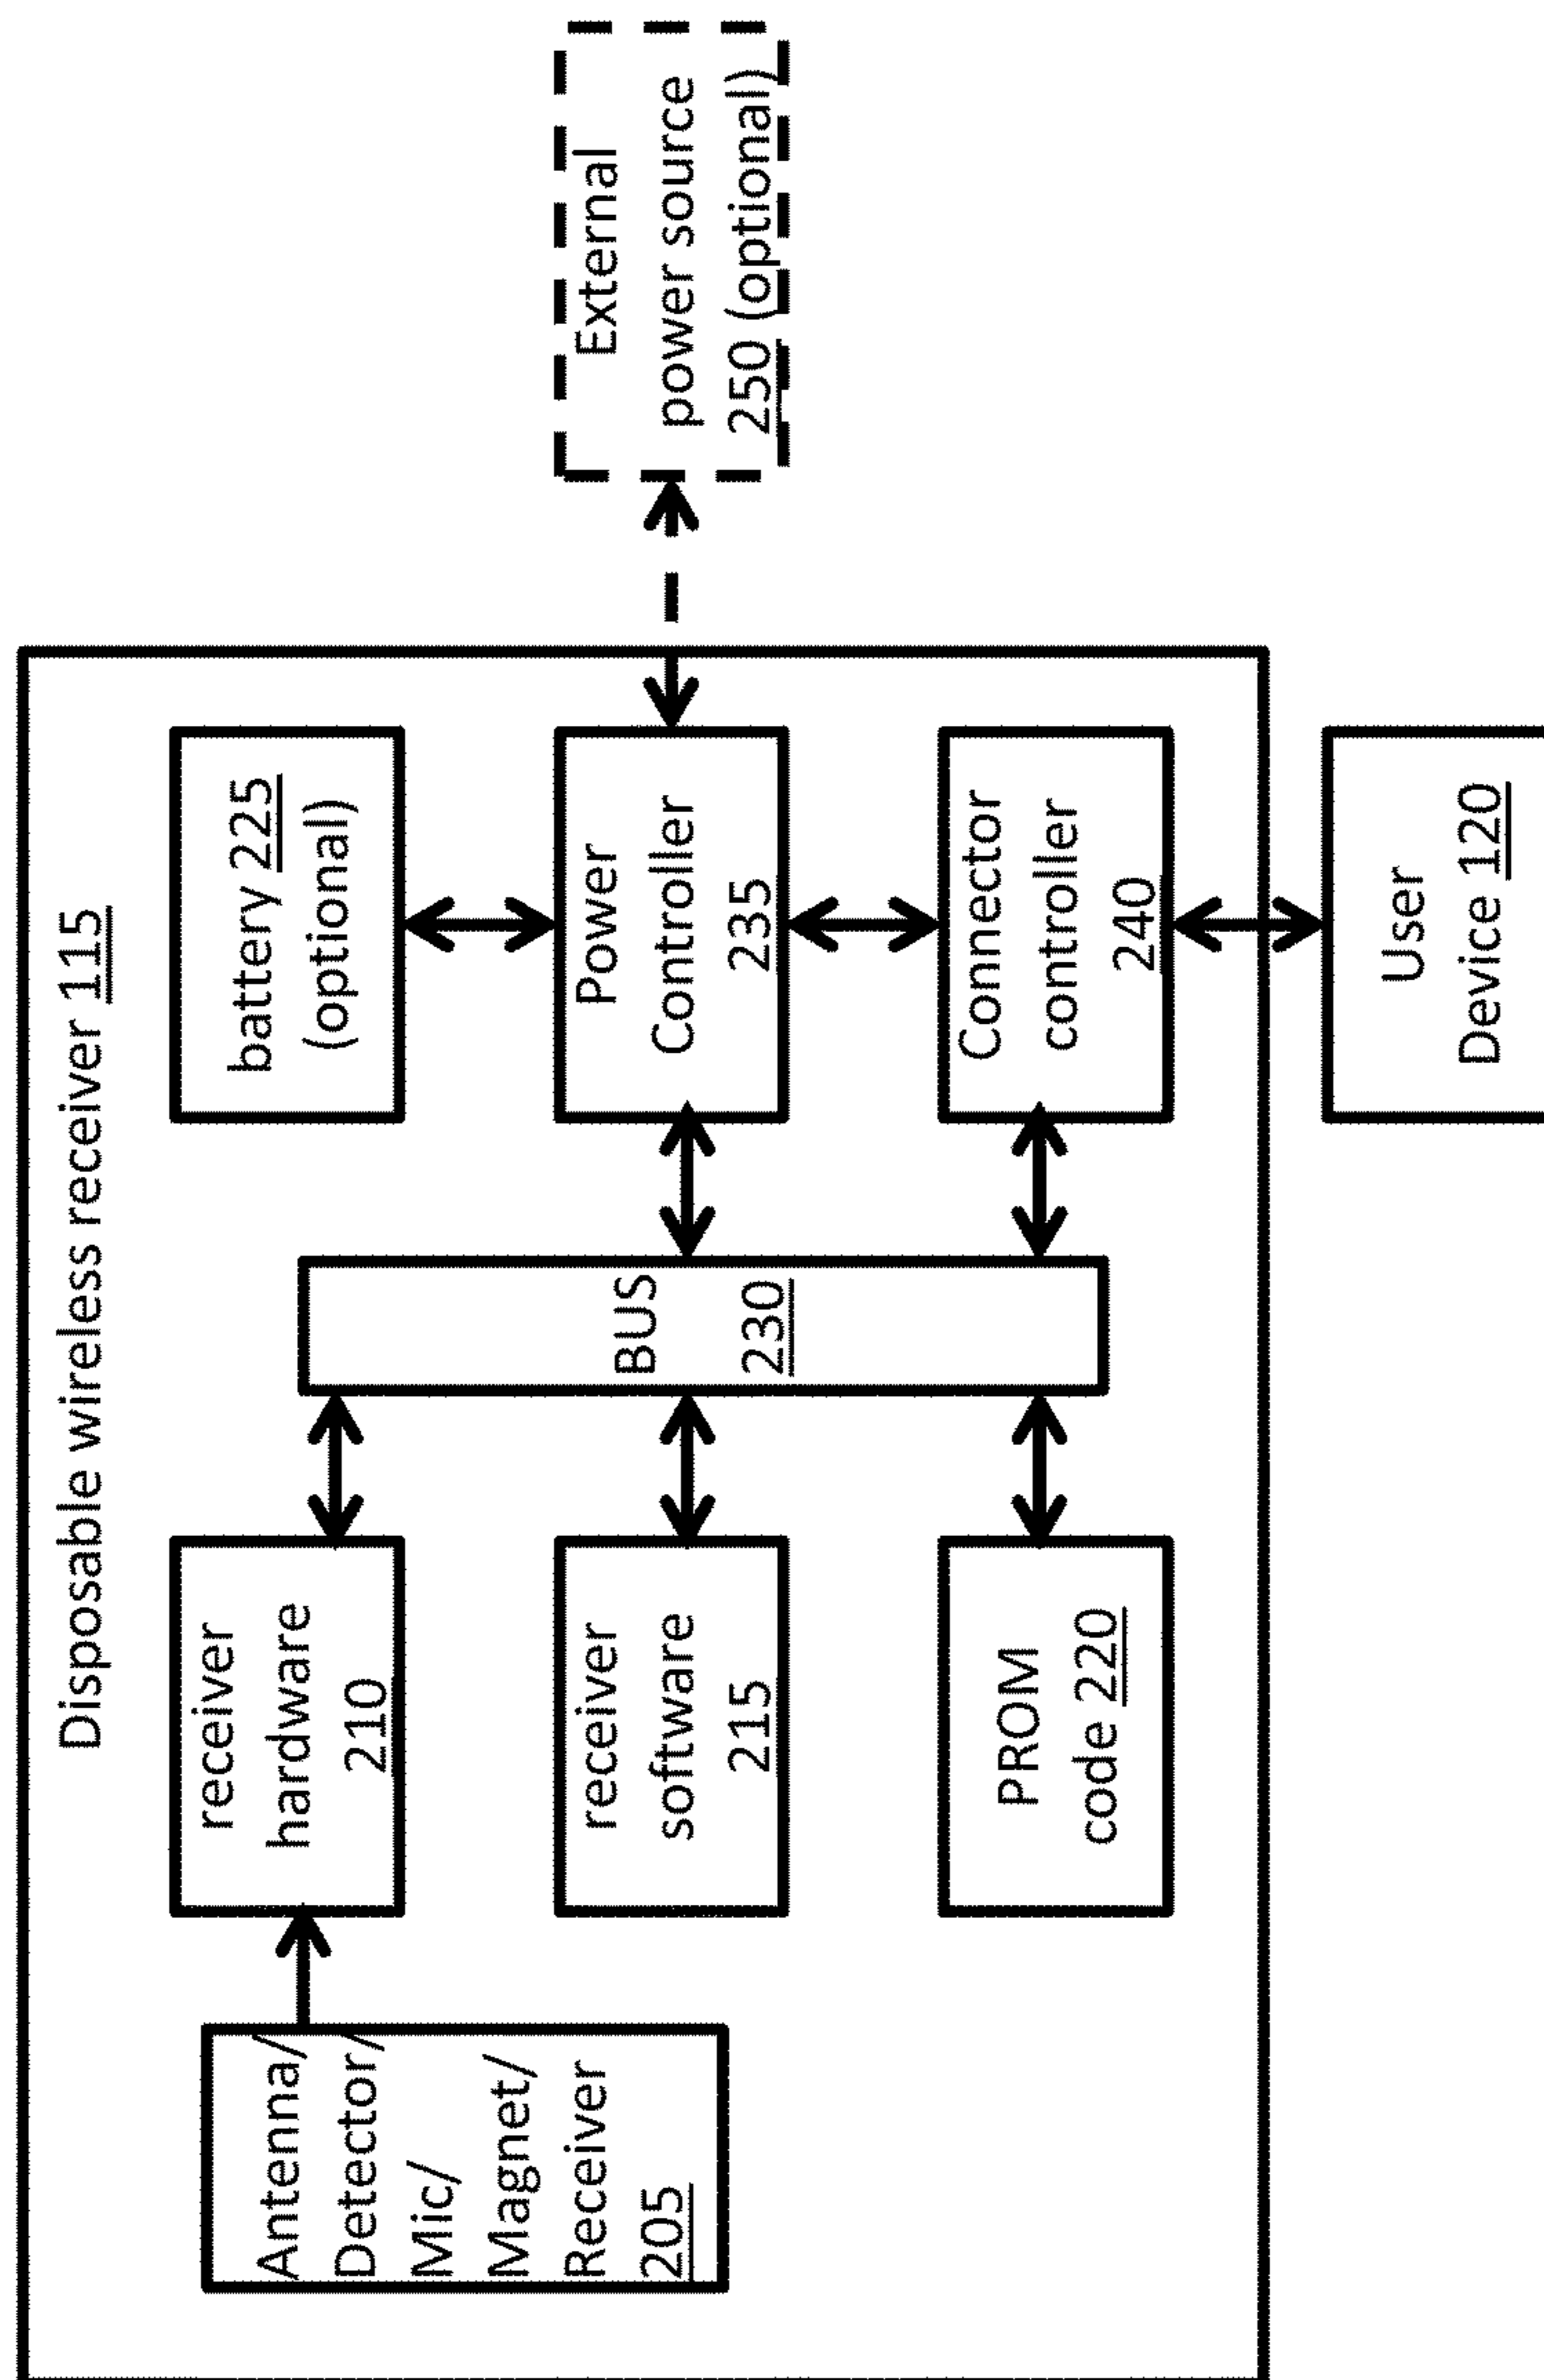 Disposable wireless receiver 115
Antenna/
Detector/
Mic/
Magnet/
Receiver
205
receiver
hardware
210
receiver
software
215
PROM
code 220
BUS
230
battery 225
(optional)
Power
Controller
235
Connector
controller
240
External
power source
250 (optional)
User
Device 120